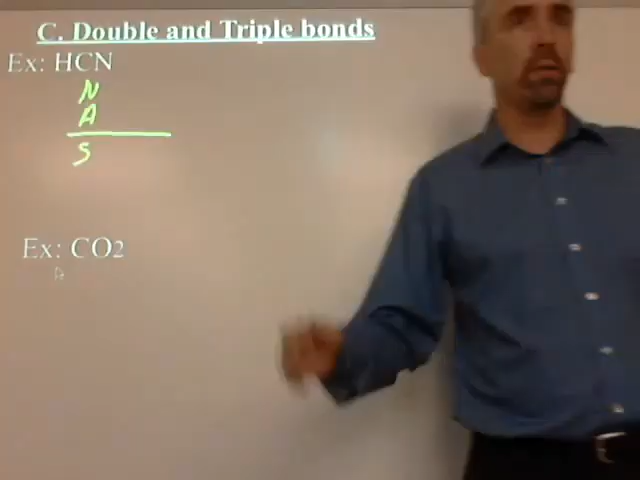 C. Double and Triple bonds
Ex: HCN
N
A
S
Ex: CO2